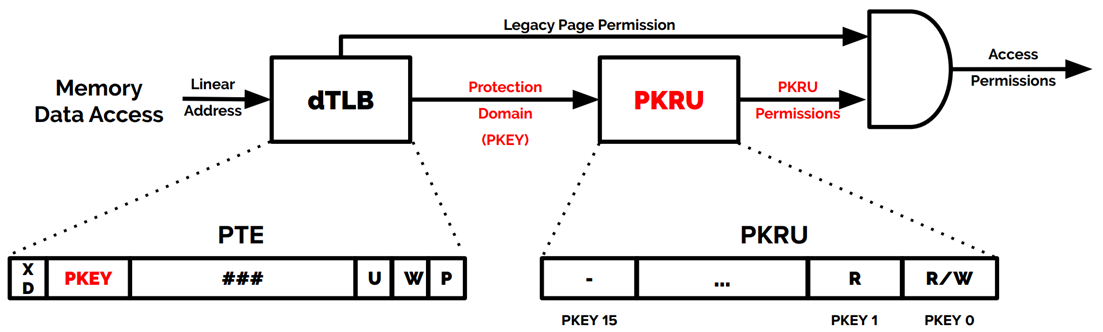 Legacy Page Permission
Memory
Data Access
Linear
Address
dTLB
Protection
Domain
(PKEY)
PKRU
PKRU
Permissions
Access
Permissions
PTE
X
D
PKEY
###
U
W
P
PKRU
-
...
R
R/W
PKEY 15
PKEY 1
PKEY 0